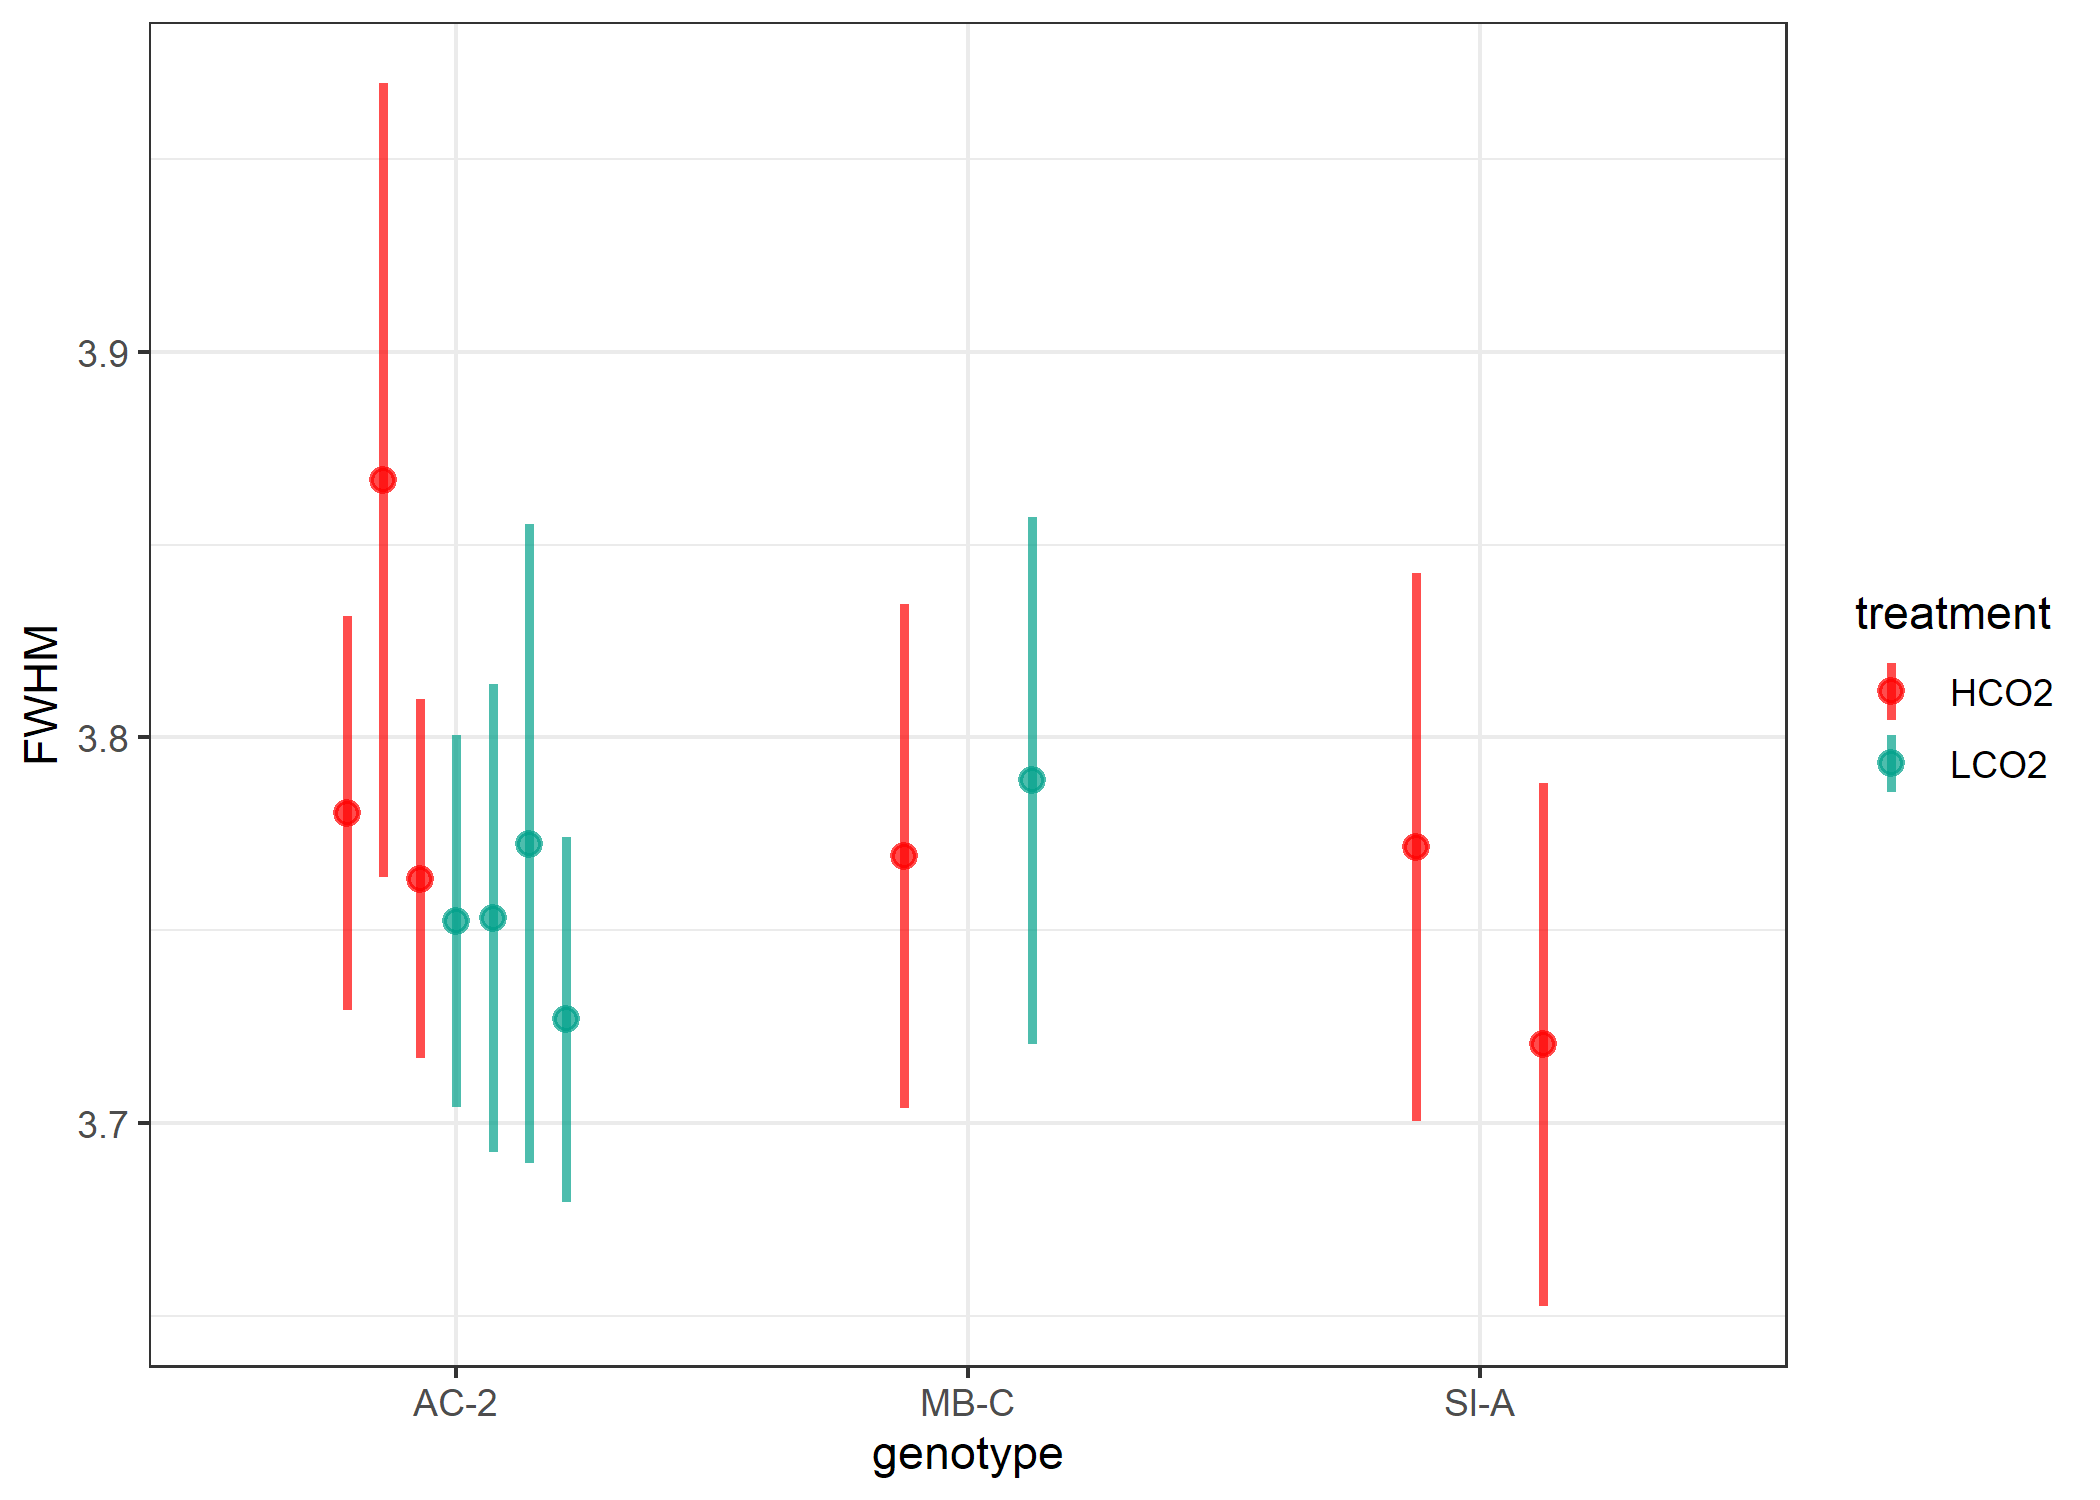 FWHM
3.9
3.8
3.7
AC-2
MB-C
SI-A
genotype
treatment
HCO2
LCO2